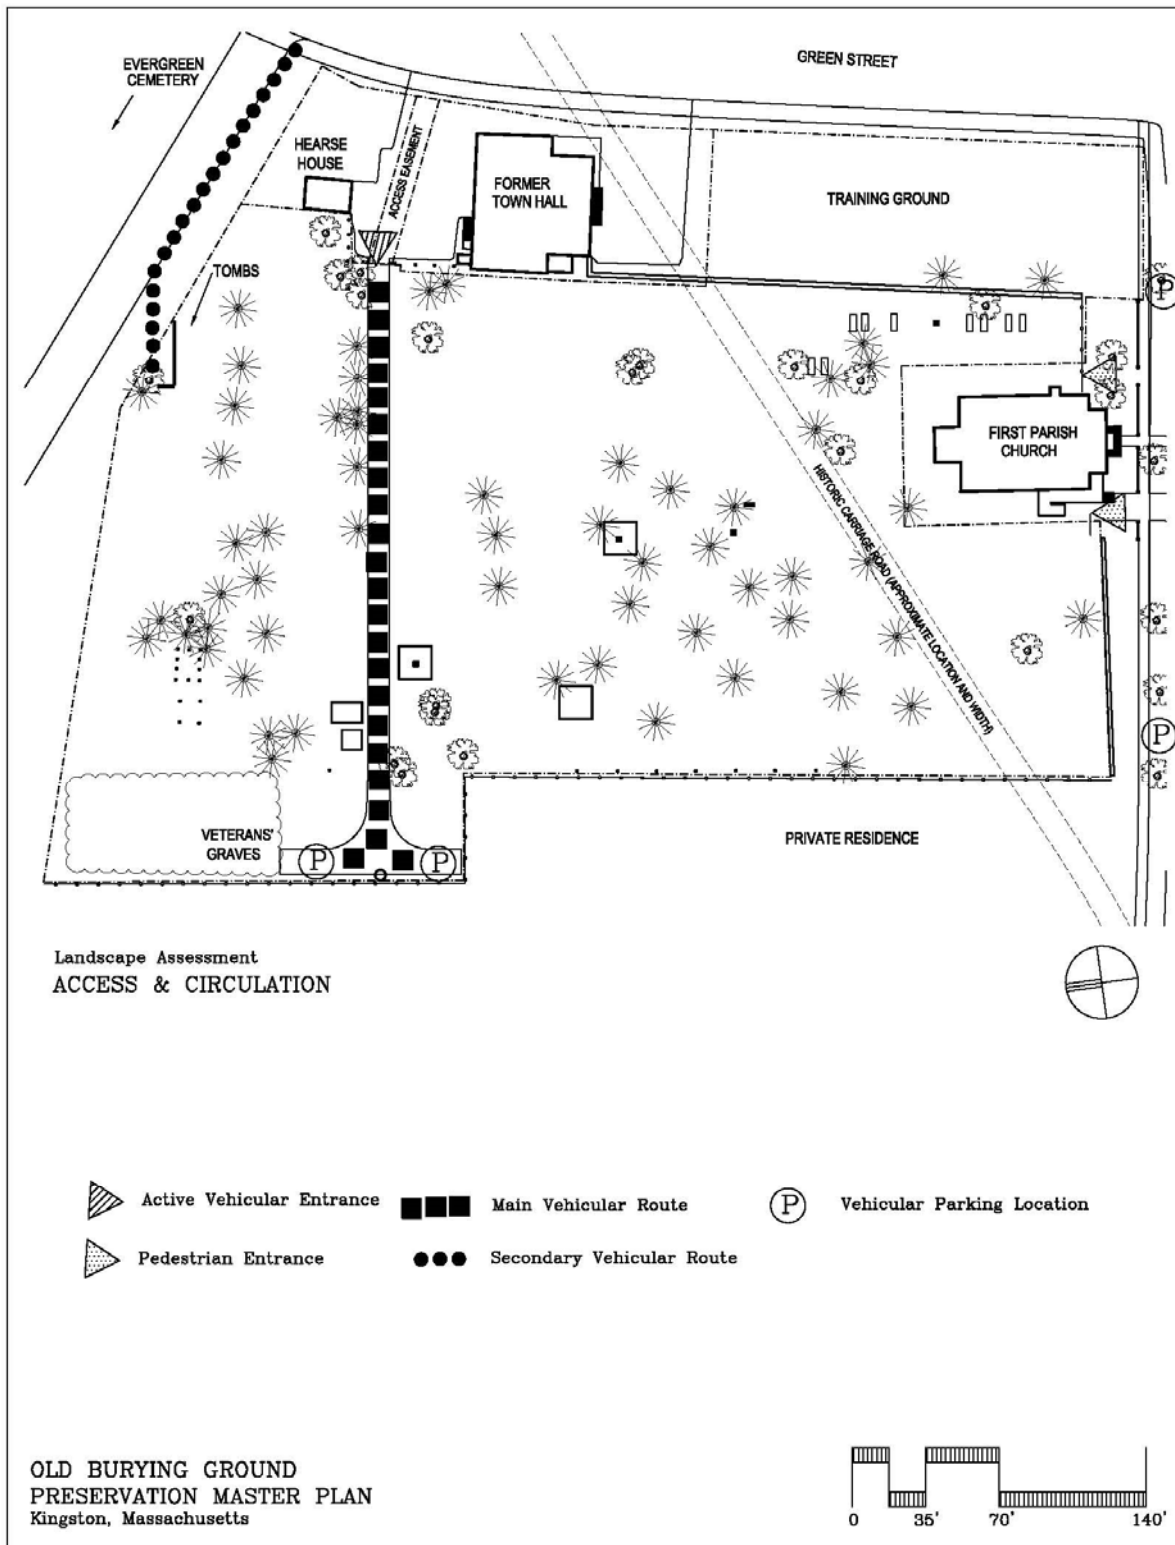 GREEN STREET
EVERGREEN
CEMETERY
HEARSE
HOUSE
ACCESS EASEMENT
FORMER
TOWN HALL
TRAINING GROUND
TOMBS
P
FIRST PARISH
CHURCH
HISTORIC CARRIAGE ROAD (APPROXIMATE LOCATION AND WIDTH)
P
VETERANS'
GRAVES
P
P
PRIVATE RESIDENCE
Landscape Assessment
ACCESS & CIRCULATION
Active Vehicular Entrance
Main Vehicular Route
P
Vehicular Parking Location
Pedestrian Entrance
Secondary Vehicular Route
OLD BURYING GROUND
PRESERVATION MASTER PLAN
Kingston, Massachusetts
0 35' 70' 140'